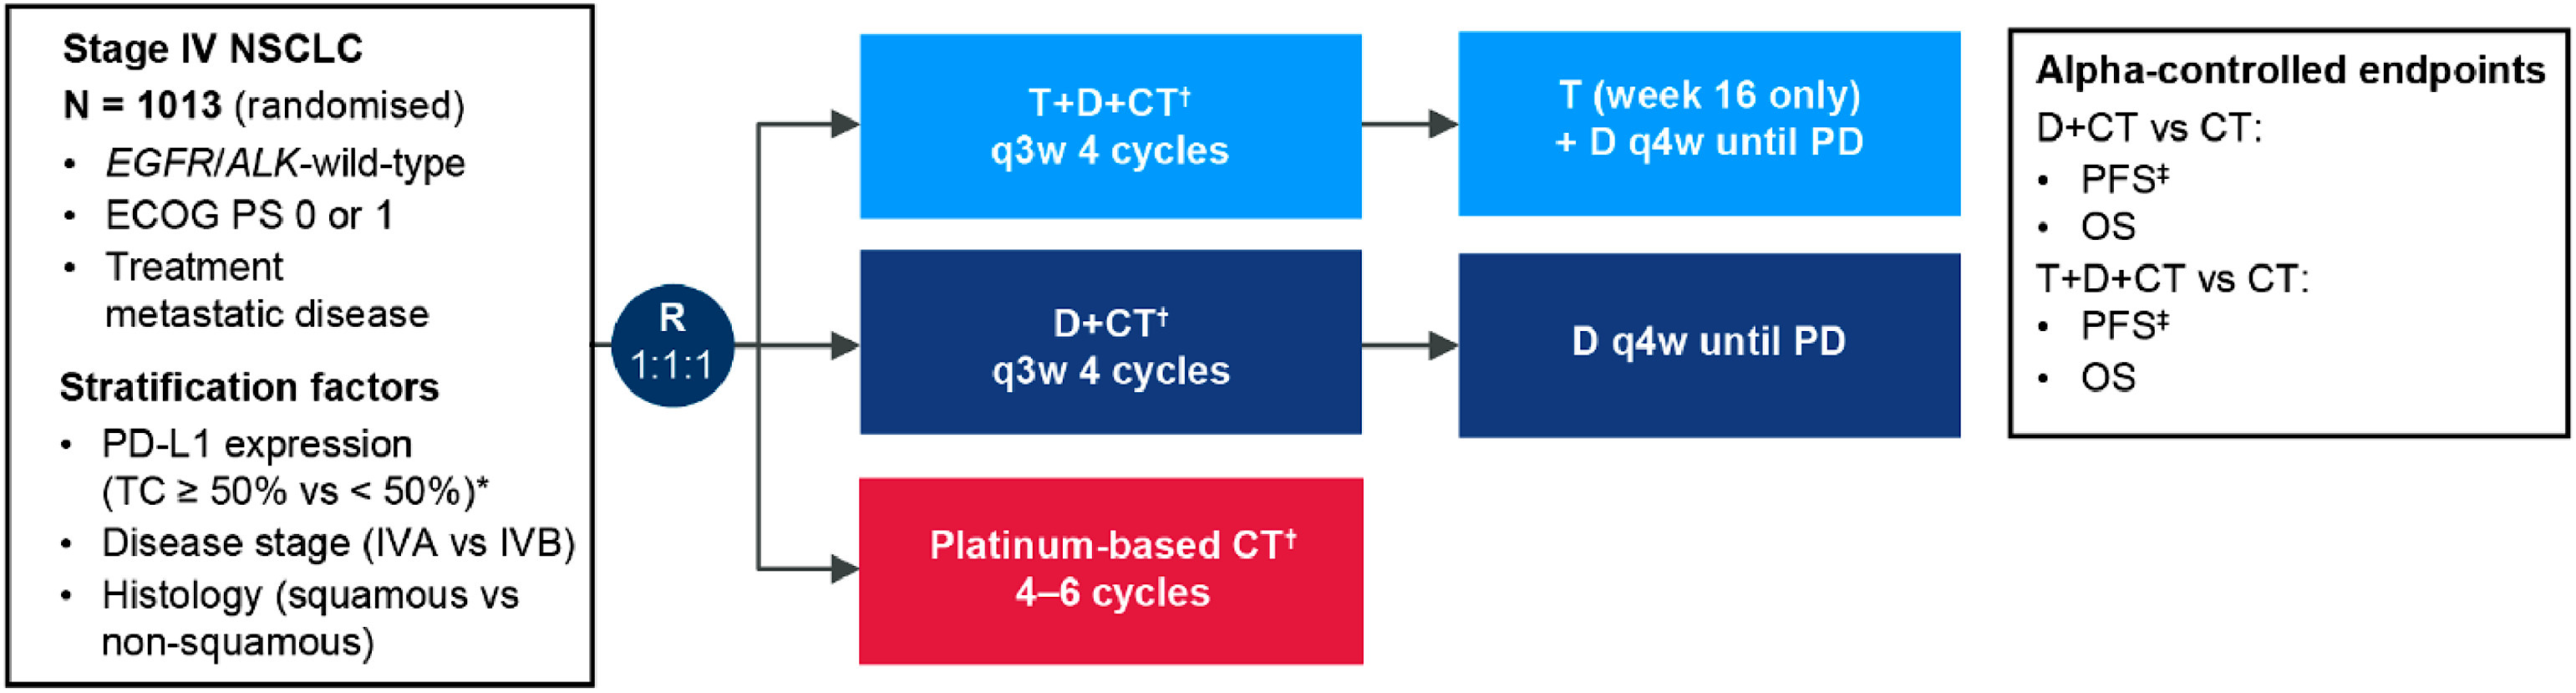 Stage IV NSCLC
N = 1013 (randomised)
• EGFR/ALK-wild-type
• ECOG PS 0 or 1
• Treatment
metastatic disease
Stratification factors
• PD-L1 expression
(TC ≥ 50% vs < 50%)*
• Disease stage (IVA vs IVB)
• Histology (squamous vs
non-squamous)
R
1:1:1
T+D+CT†
q3w 4 cycles
T (week 16 only)
+ D q4w until PD
D+CT†
q3w 4 cycles
D q4w until PD
Platinum-based CT†
4–6 cycles
Alpha-controlled endpoints
D+CT vs CT:
• PFS‡
• OS
T+D+CT vs CT:
• PFS‡
• OS